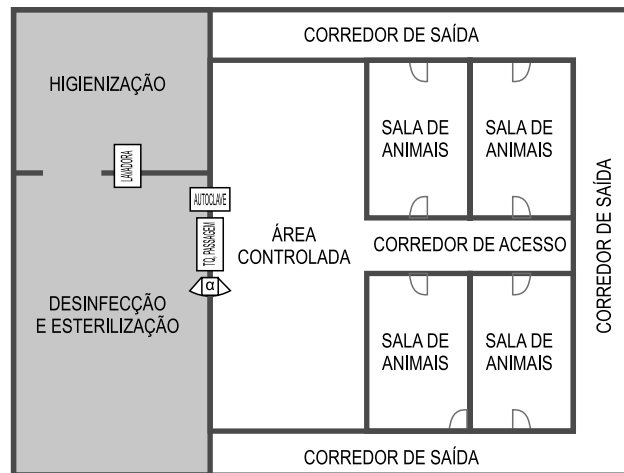 CORREDOR DE SAÍDA
HIGIENIZAÇÃO
LAVADORA
AUTOCLAVE
TQ. PASSAGEM
α
DESINFECÇÃO
E ESTERILIZAÇÃO
ÁREA
CONTROLADA
SALA DE
ANIMAIS
SALA DE
ANIMAIS
CORREDOR DE ACESSO
SALA DE
ANIMAIS
SALA DE
ANIMAIS
CORREDOR DE SAÍDA
CORREDOR DE SAÍDA